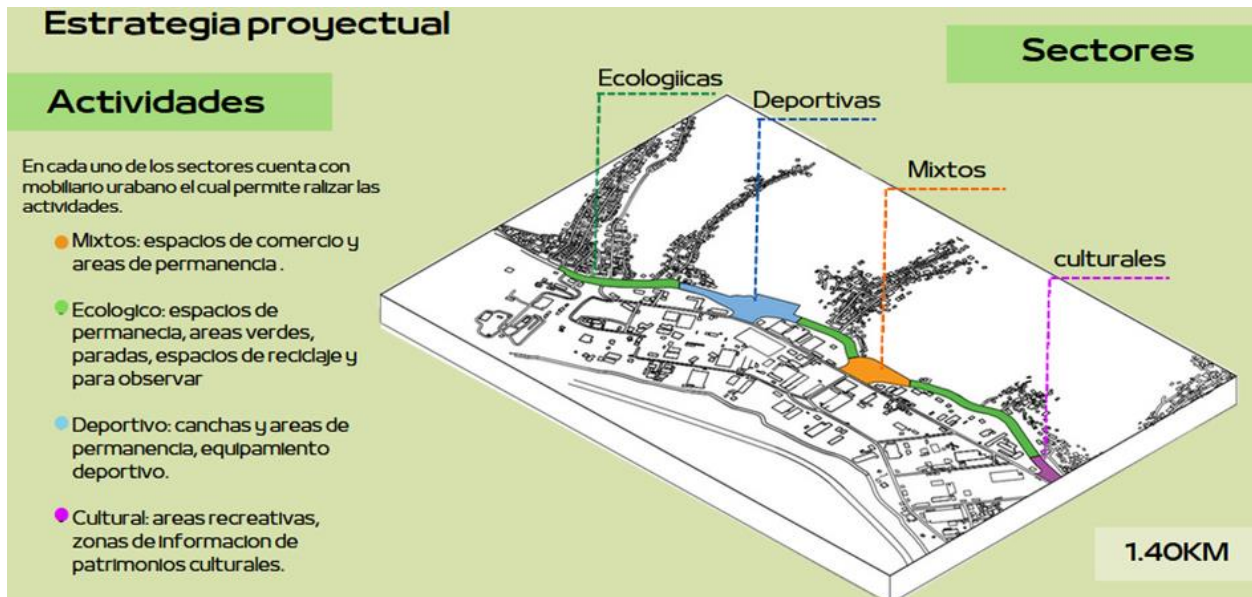 Estrategia proyectual
Sectores
Actividades
En cada uno de los sectores cuenta con
mobiliario urabano el cual permite ralizar las
actividades.
Mixtos: espacios de comercio y
areas de permanencia .
Ecologico: espacios de
permanecia, areas verdes,
paradas, espacios de reciclaje y
para observar
Deportivo: canchas y areas de
permanencia, equipamiento
deportivo.
Cultural: areas recreativas,
zonas de informacion de
patrimonios culturales.
Ecologiicas
Deportivas
Mixtos
culturales
1.40KM